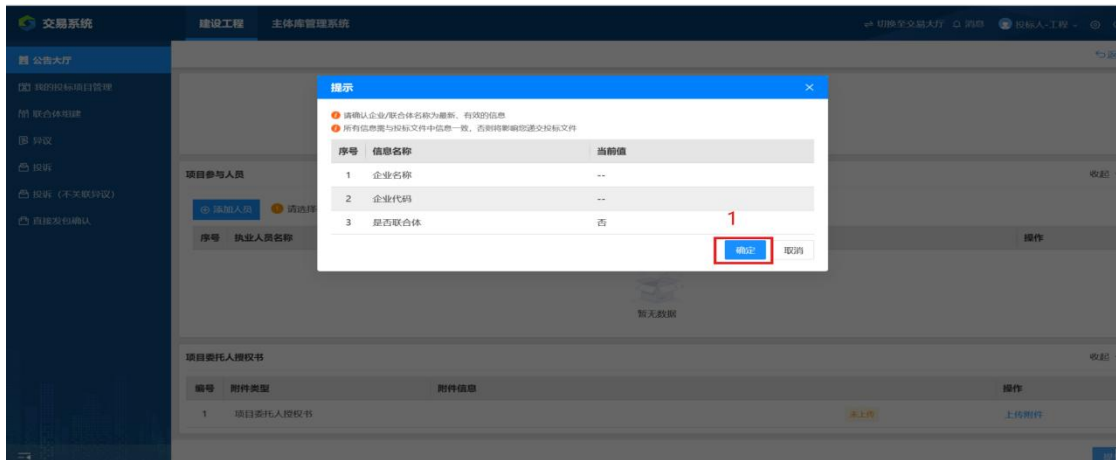 交易系统
建设工程 主体库管理系统
切换至交易大厅 消息 投标人-工程
公告大厅
我的投标项目管理
联合体组建
异议
投诉
投诉（不关联异议）
直接发包确认
提示
请确认企业/联合体名称为最新、有效的信息
所有信息需与投标文件中信息一致，否则将影响您递交投标文件
序号 信息名称 当前值
1 企业名称 --
2 企业代码 --
3 是否联合体 否
1
确定 取消
项目参与人员 收起
添加人员 请选择
序号 执业人员名称 操作
暂无数据
项目委托人授权书 收起
编号 附件类型 附件信息 操作
1 项目委托人授权书 未上传 上传附件